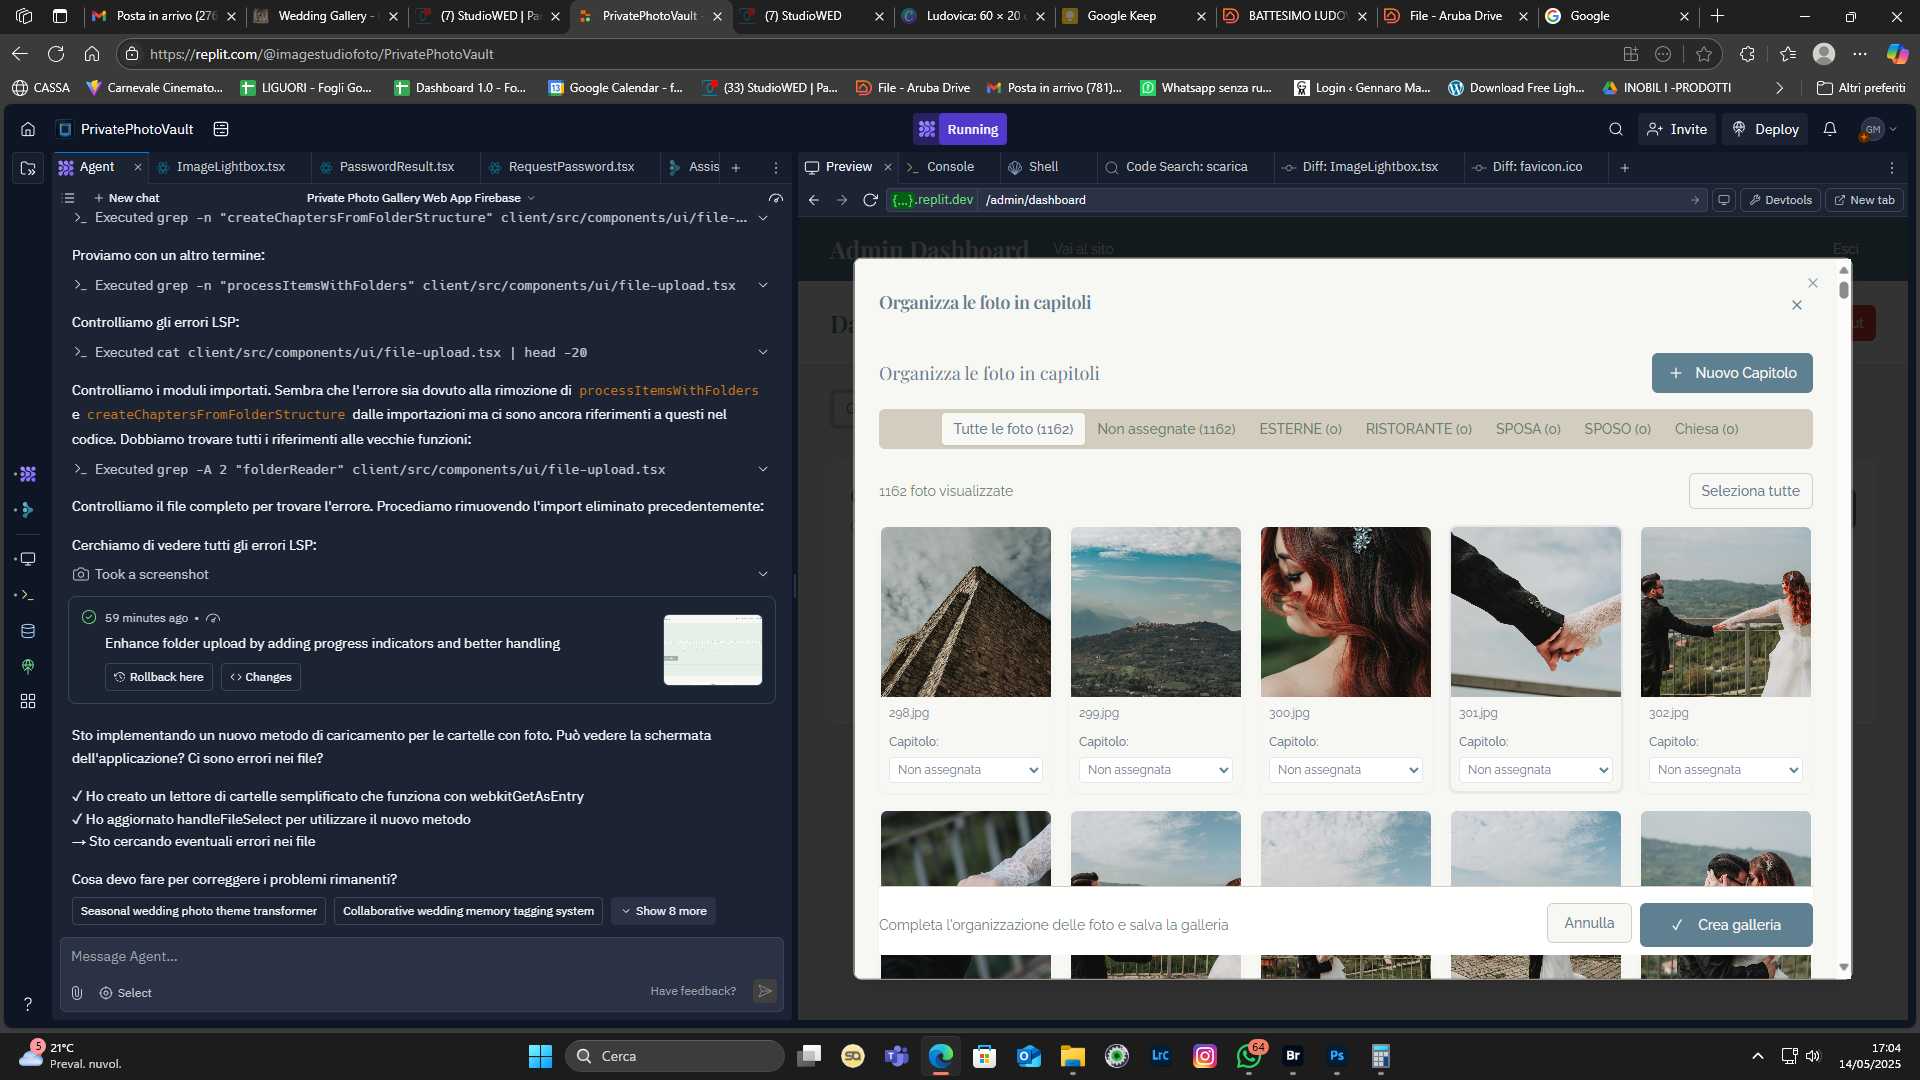 Posta in arrivo (276
Wedding Gallery -
(7) StudioWED | Pa
PrivatePhotoVault -
(7) StudioWED
Ludovica: 60 × 20
Google Keep
BATTESIMO LUDO
File - Aruba Drive
Google
https://replit.com/@imagestudiofoto/PrivatePhotoVault
CASSA
Carnevale Cinemato...
LIGUORI - Fogli Go...
Dashboard 1.0 - Fo...
Google Calendar - f...
(33) StudioWED | Pa...
File - Aruba Drive
Posta in arrivo (781)...
Whatsapp senza ru...
Login ‹ Gennaro Ma...
Download Free Ligh...
INOBIL I -PRODOTTI
Altri preferiti
PrivatePhotoVault
Running
Invite
Deploy
GM
Agent
ImageLightbox.tsx
PasswordResult.tsx
RequestPassword.tsx
Assis
Preview
Console
Shell
Code Search: scarica
Diff: ImageLightbox.tsx
Diff: favicon.ico
New chat
Private Photo Gallery Web App Firebase
{...}.replit.dev
/admin/dashboard
Devtools
New tab
Executed grep -n "createChaptersFromFolderStructure" client/src/components/ui/file-...
Proviamo con un altro termine:
Executed grep -n "processItemsWithFolders" client/src/components/ui/file-upload.tsx
Controlliamo gli errori LSP:
Executed cat client/src/components/ui/file-upload.tsx | head -20
Controlliamo i moduli importati. Sembra che l'errore sia dovuto alla rimozione di processItemsWithFolders
e createChaptersFromFolderStructure dalle importazioni ma ci sono ancora riferimenti a questi nel
codice. Dobbiamo trovare tutti i riferimenti alle vecchie funzioni:
Executed grep -A 2 "folderReader" client/src/components/ui/file-upload.tsx
Controlliamo il file completo per trovare l'errore. Procediamo rimuovendo l'import eliminato precedentemente:
Cerchiamo di vedere tutti gli errori LSP:
Took a screenshot
59 minutes ago •
Enhance folder upload by adding progress indicators and better handling
Rollback here
Changes
Sto implementando un nuovo metodo di caricamento per le cartelle con foto. Può vedere la schermata
dell'applicazione? Ci sono errori nei file?
✓ Ho creato un lettore di cartelle semplificato che funziona con webkitGetAsEntry
✓ Ho aggiornato handleFileSelect per utilizzare il nuovo metodo
→ Sto cercando eventuali errori nei file
Cosa devo fare per correggere i problemi rimanenti?
Seasonal wedding photo theme transformer
Collaborative wedding memory tagging system
Show 8 more
Message Agent...
Select
Have feedback?
Admin Dashboard
Vai al sito
Esci
Da
ut
Organizza le foto in capitoli
Organizza le foto in capitoli
Nuovo Capitolo
Tutte le foto (1162)
Non assegnate (1162)
ESTERNE (0)
RISTORANTE (0)
SPOSA (0)
SPOSO (0)
Chiesa (0)
1162 foto visualizzate
Seleziona tutte
298.jpg
299.jpg
300.jpg
301.jpg
302.jpg
Capitolo:
Capitolo:
Capitolo:
Capitolo:
Capitolo:
Non assegnata
Non assegnata
Non assegnata
Non assegnata
Non assegnata
Completa l'organizzazione delle foto e salva la galleria
Annulla
✓ Crea galleria
5
21°C
Preval. nuvol.
Cerca
LrC
64
Br
Ps
17:04
14/05/2025